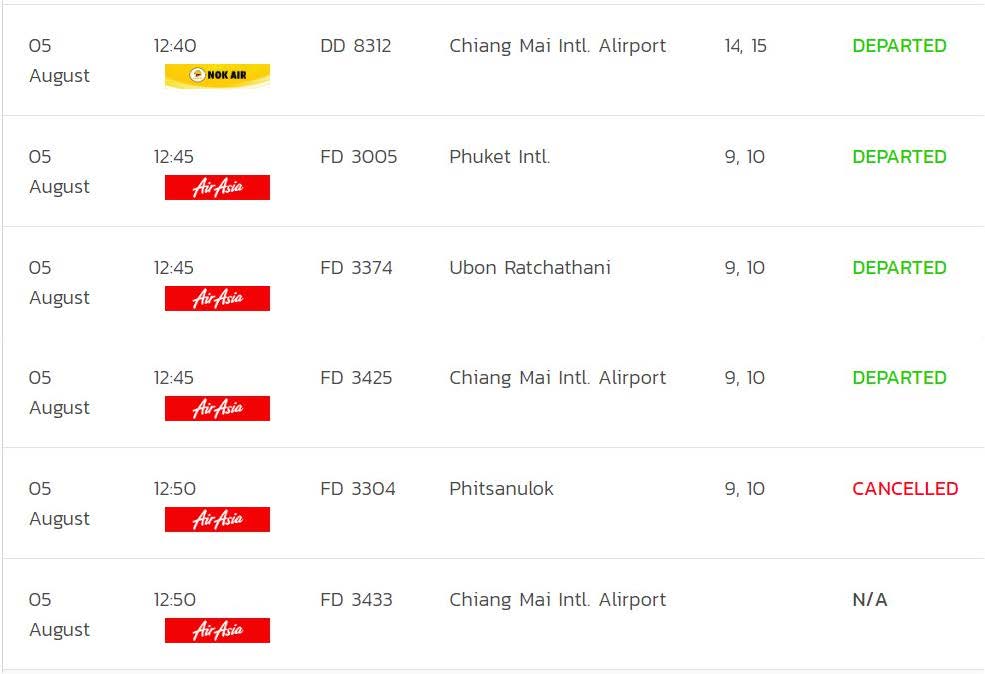 05 12:40 DD 8312 Chiang Mai Intl. Alirport 14, 15 DEPARTED
August NOK AIR
05 12:45 FD 3005 Phuket Intl. 9, 10 DEPARTED
August AirAsia
05 12:45 FD 3374 Ubon Ratchathani 9, 10 DEPARTED
August AirAsia
05 12:45 FD 3425 Chiang Mai Intl. Alirport 9, 10 DEPARTED
August AirAsia
05 12:50 FD 3304 Phitsanulok 9, 10 CANCELLED
August AirAsia
05 12:50 FD 3433 Chiang Mai Intl. Alirport N/A
August AirAsia